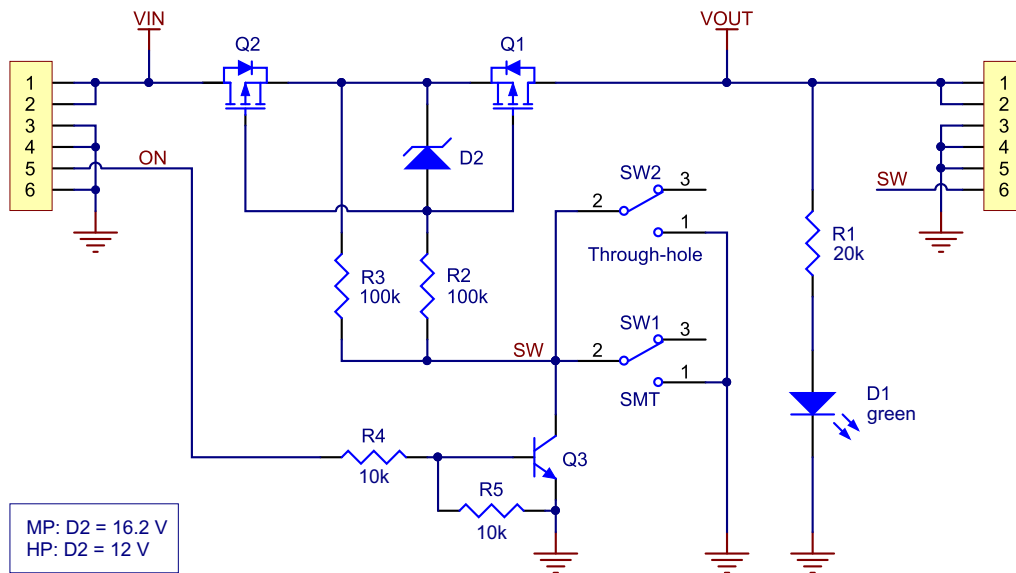 VIN
VOUT
Q2
Q1
1
2
3
4
5
6
ON
D2
SW2
3
2
1
Through-hole
1
2
3
4
5
6
SW
R1
20k
R3
100k
R2
100k
SW
SW1
3
2
1
SMT
D1
green
R4
10k
Q3
R5
10k
MP: D2 = 16.2 V
HP: D2 = 12 V